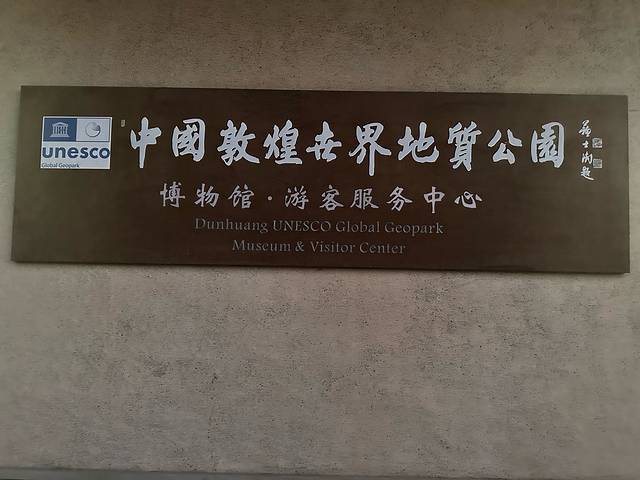 unesco
Global Geopark
中國敦煌世界地質公園
博物馆·游客服务中心
Dunhuang UNESCO Global Geopark
Museum & Visitor Center